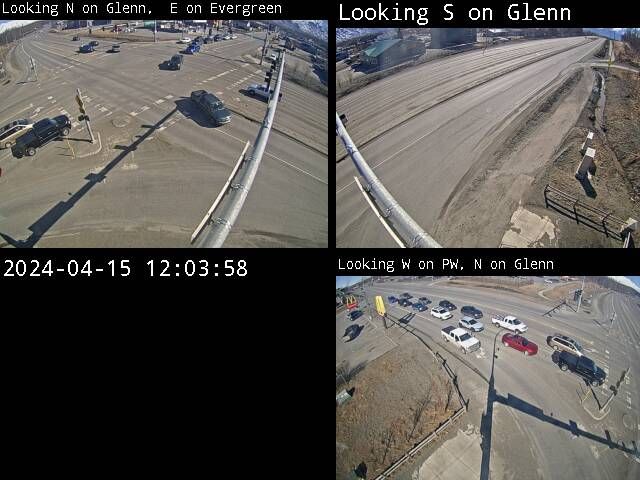 Looking N on Glenn,  E on Evergreen
Looking S on Glenn
2024-04-15 12:03:58
Looking W on PW, N on Glenn